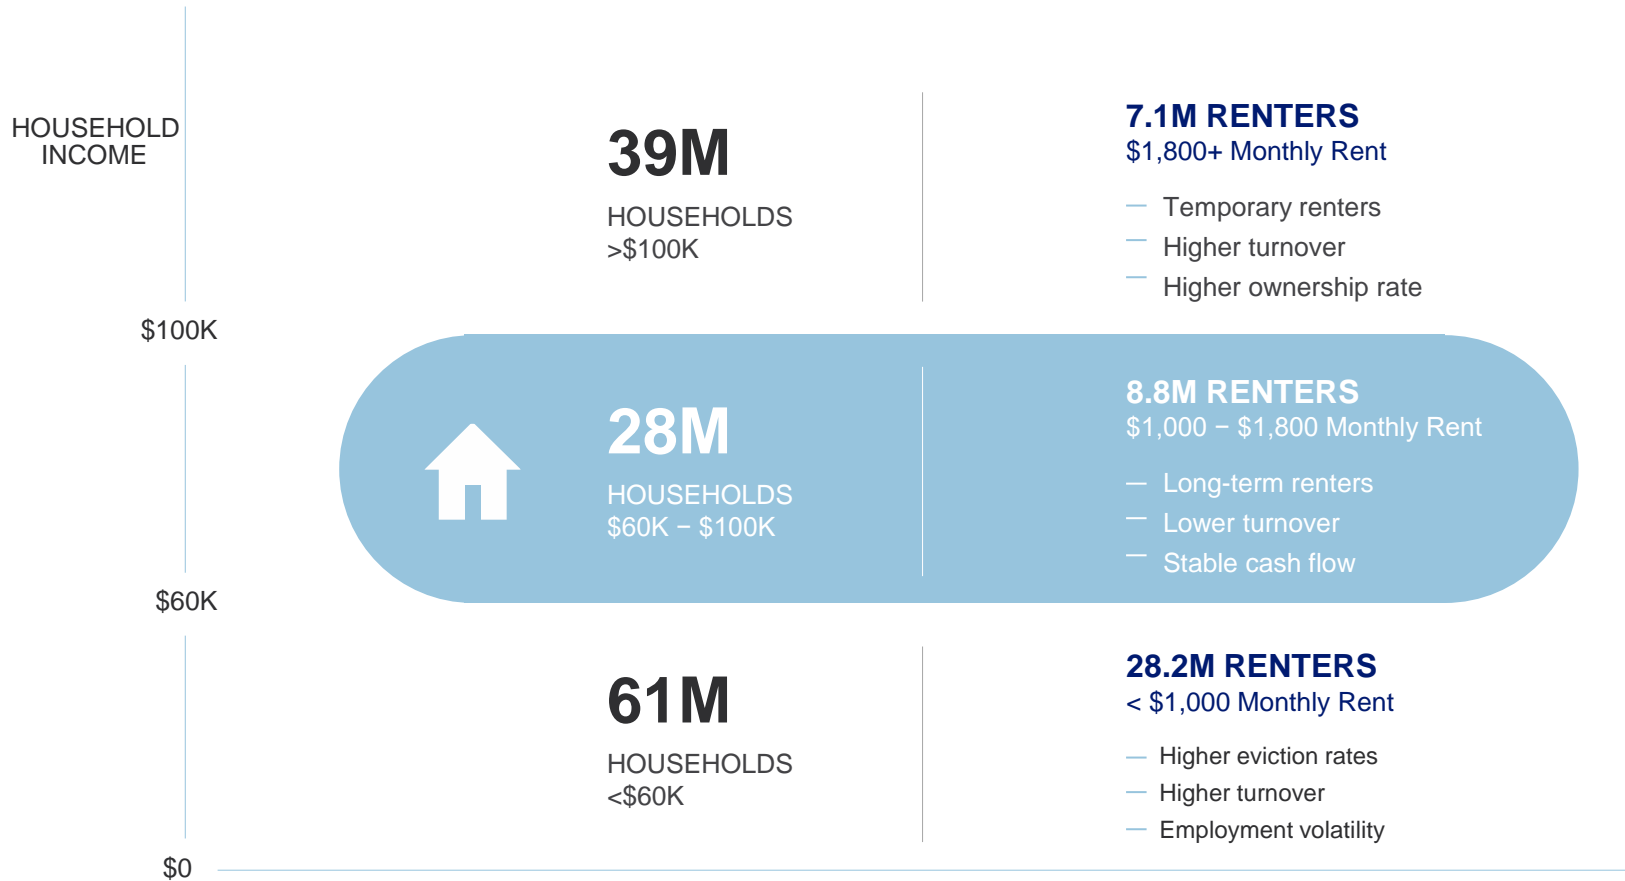 HOUSEHOLD
INCOME
39M
HOUSEHOLDS
>$100K
7.1M RENTERS
$1,800+ Monthly Rent
— Temporary renters
— Higher turnover
— Higher ownership rate
$100K
28M
HOUSEHOLDS
$60K − $100K
8.8M RENTERS
$1,000 − $1,800 Monthly Rent
— Long-term renters
— Lower turnover
— Stable cash flow
$60K
61M
HOUSEHOLDS
<$60K
28.2M RENTERS
< $1,000 Monthly Rent
— Higher eviction rates
— Higher turnover
— Employment volatility
$0